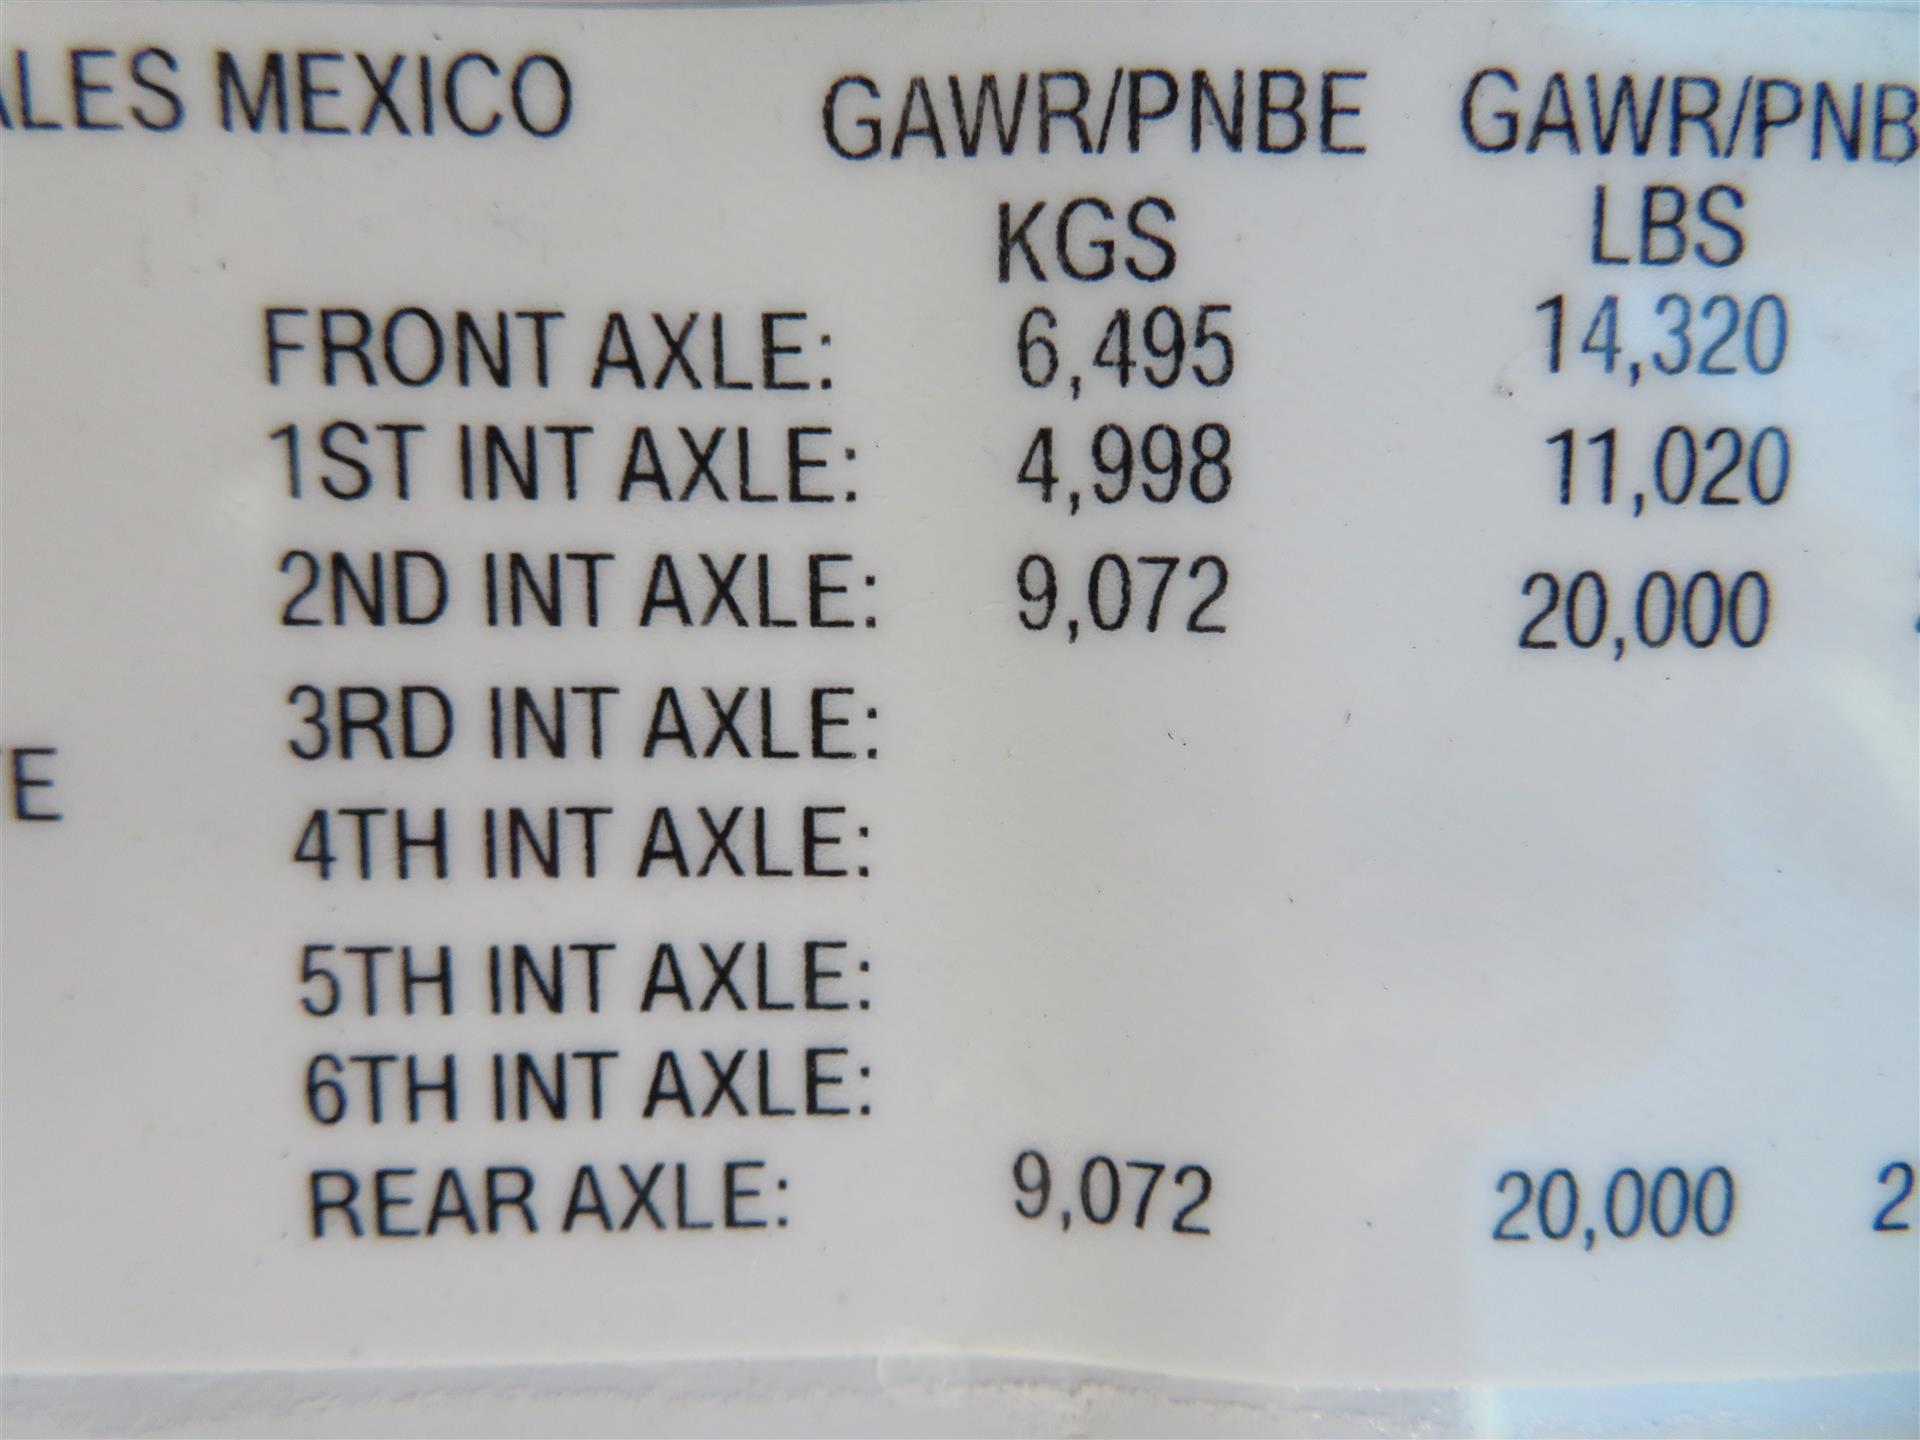 ALES MEXICO GAWR/PNBE GAWR/PNB
KGS LBS
FRONT AXLE: 6,495 14,320
1ST INT AXLE: 4,998 11,020
2ND INT AXLE: 9,072 20,000
3RD INT AXLE:
E 4TH INT AXLE:
5TH INT AXLE:
6TH INT AXLE:
REAR AXLE: 9,072 20,000 2